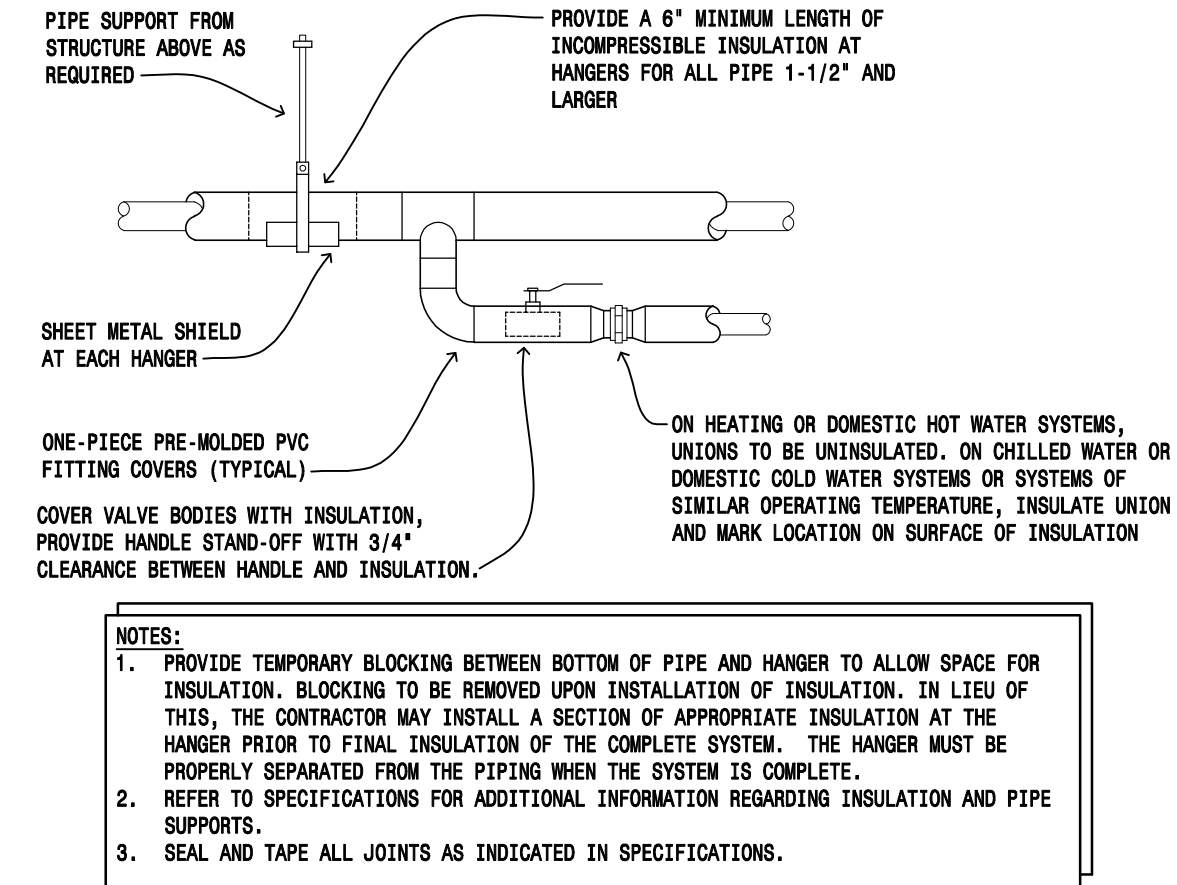 PIPE SUPPORT FROM
STRUCTURE ABOVE AS
REQUIRED
PROVIDE A 6" MINIMUM LENGTH OF
INCOMPRESSIBLE INSULATION AT
HANGERS FOR ALL PIPE 1-1/2" AND
LARGER
SHEET METAL SHIELD
AT EACH HANGER
ONE-PIECE PRE-MOLDED PVC
FITTING COVERS (TYPICAL)
COVER VALVE BODIES WITH INSULATION,
PROVIDE HANDLE STAND-OFF WITH 3/4"
CLEARANCE BETWEEN HANDLE AND INSULATION.
ON HEATING OR DOMESTIC HOT WATER SYSTEMS,
UNIONS TO BE UNINSULATED. ON CHILLED WATER OR
DOMESTIC COLD WATER SYSTEMS OR SYSTEMS OF
SIMILAR OPERATING TEMPERATURE, INSULATE UNION
AND MARK LOCATION ON SURFACE OF INSULATION
NOTES:
1. PROVIDE TEMPORARY BLOCKING BETWEEN BOTTOM OF PIPE AND HANGER TO ALLOW SPACE FOR
INSULATION. BLOCKING TO BE REMOVED UPON INSTALLATION OF INSULATION. IN LIEU OF
THIS, THE CONTRACTOR MAY INSTALL A SECTION OF APPROPRIATE INSULATION AT THE
HANGER PRIOR TO FINAL INSULATION OF THE COMPLETE SYSTEM. THE HANGER MUST BE
PROPERLY SEPARATED FROM THE PIPING WHEN THE SYSTEM IS COMPLETE.
2. REFER TO SPECIFICATIONS FOR ADDITIONAL INFORMATION REGARDING INSULATION AND PIPE
SUPPORTS.
3. SEAL AND TAPE ALL JOINTS AS INDICATED IN SPECIFICATIONS.